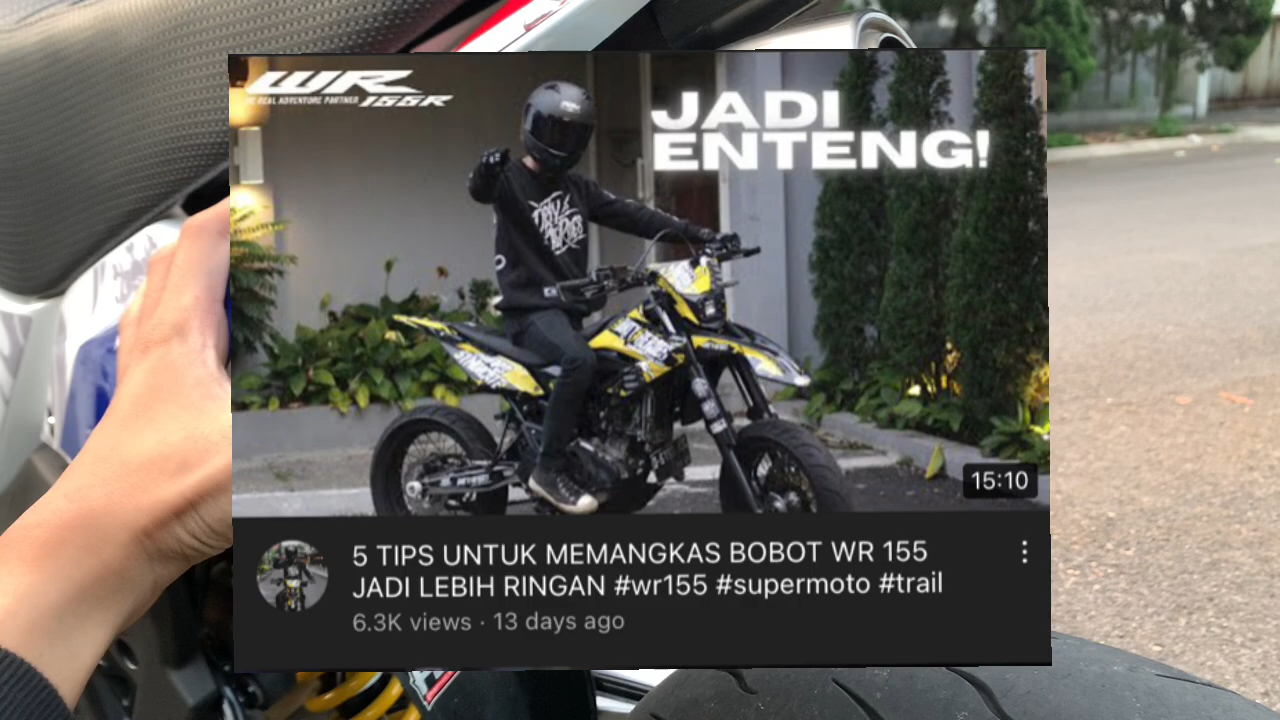 WR
THE REAL ADVENTURE PARTNER 155R
JADI
ENTENG!
15:10
5 TIPS UNTUK MEMANGKAS BOBOT WR 155
JADI LEBIH RINGAN #wr155 #supermoto #trail
6.3K views · 13 days ago